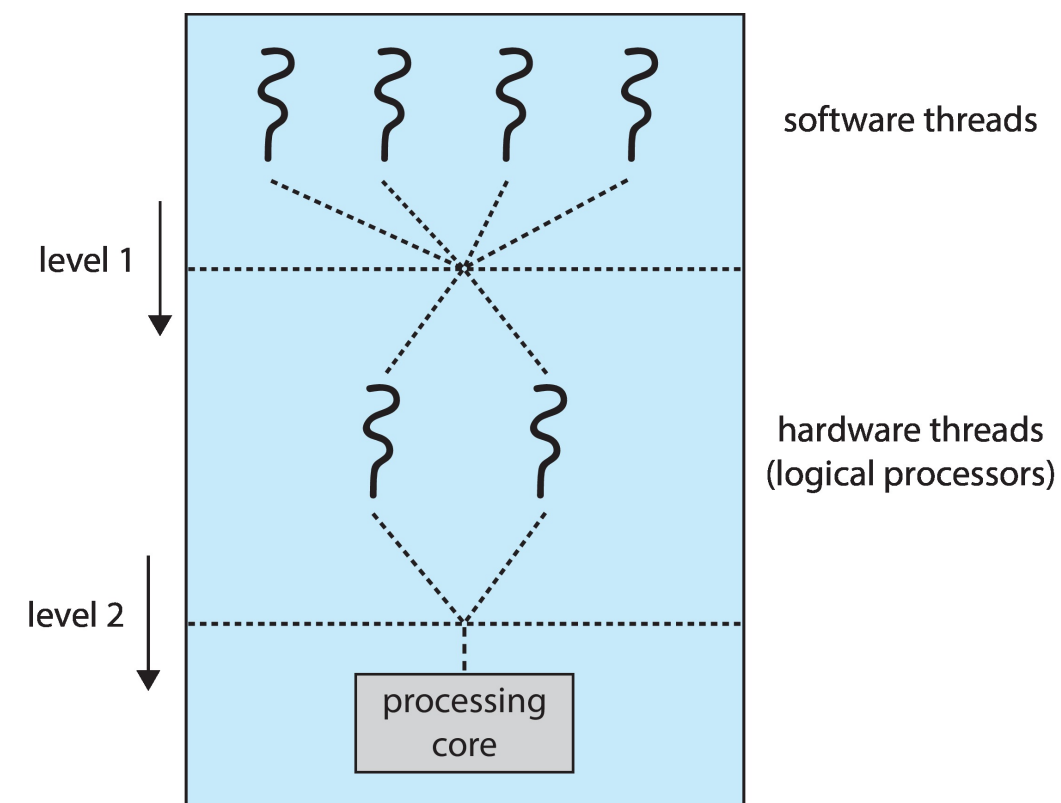 software threads
level 1
hardware threads
(logical processors)
level 2
processing
core